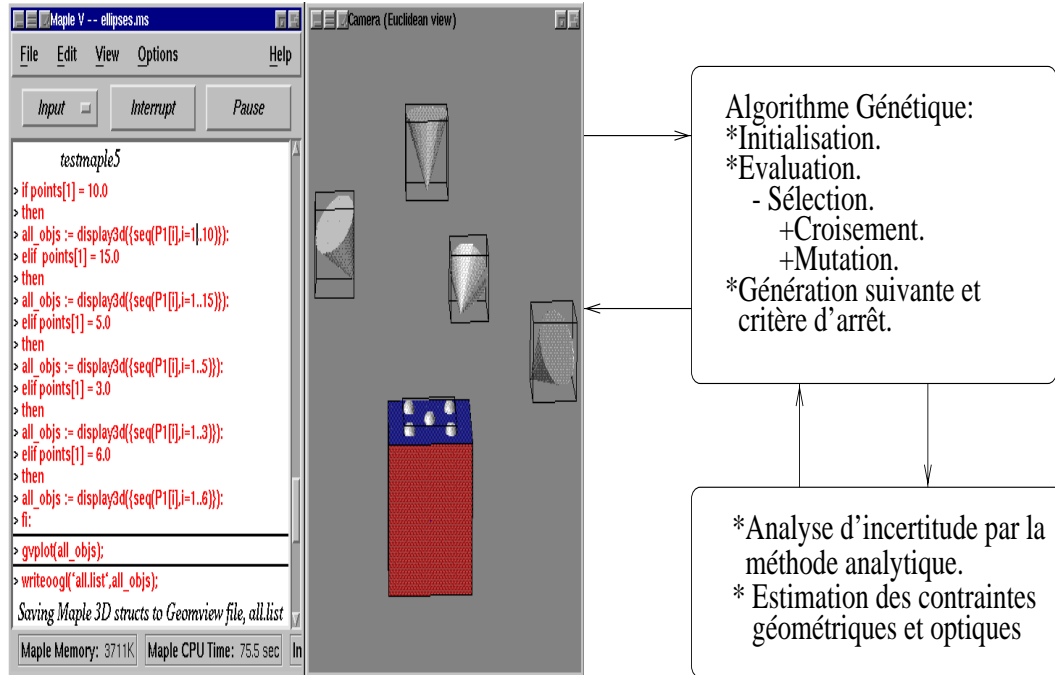 Maple V -- ellipses.ms
File Edit View Options Help
Input Interrupt Pause
testmaple5
> if points[1] = 10.0
> then
> all_objs := display3d({seq(P1[i],i=1..10)}):
> elif points[1] = 15.0
> then
> all_objs := display3d({seq(P1[i],i=1..15)}):
> elif points[1] = 5.0
> then
> all_objs := display3d({seq(P1[i],i=1..5)}):
> elif points[1] = 3.0
> then
> all_objs := display3d({seq(P1[i],i=1..3)}):
> elif points[1] = 6.0
> then
> all_objs := display3d({seq(P1[i],i=1..6)}):
> fi:
> gvplot(all_objs);
> writeoogl(`all.list`,all_objs);
Saving Maple 3D structs to Geomview file, all.list
Maple Memory: 3711K Maple CPU Time: 75.5 sec In
Camera (Euclidean view)
Algorithme Génétique:
*Initialisation.
*Evaluation.
- Sélection.
+Croisement.
+Mutation.
*Génération suivante et
critère d'arrêt.
*Analyse d'incertitude par la
méthode analytique.
* Estimation des contraintes
géométriques et optiques